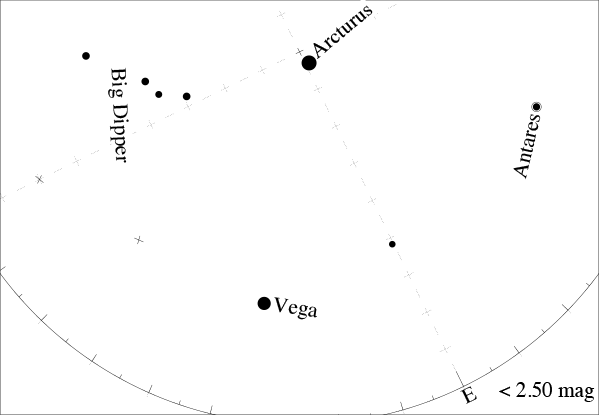 Arcturus
Big Dipper
Antares
Vega
E
< 2.50 mag